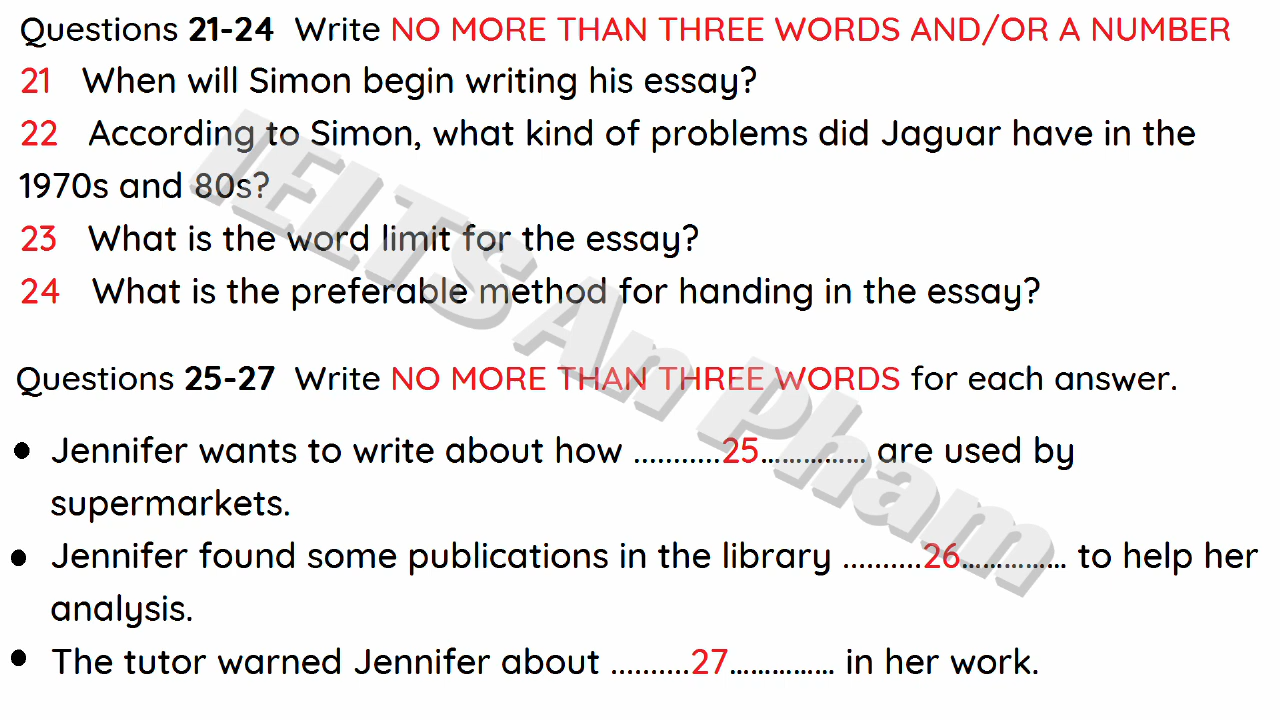 Questions 21-24 Write NO MORE THAN THREE WORDS AND/OR A NUMBER
21 When will Simon begin writing his essay?
22 According to Simon, what kind of problems did Jaguar have in the
1970s and 80s?
23 What is the word limit for the essay?
24 What is the preferable method for handing in the essay?
Questions 25-27 Write NO MORE THAN THREE WORDS for each answer.
• Jennifer wants to write about how ...........25............... are used by
supermarkets.
• Jennifer found some publications in the library ..........26............... to help her
analysis.
• The tutor warned Jennifer about ..........27............... in her work.
IELTS An Pham